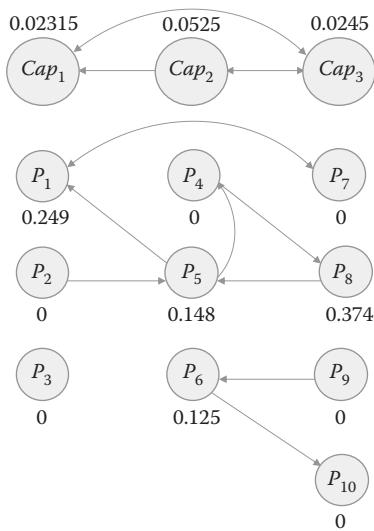 0.02315 0.0525 0.0245
Cap₁ Cap₂ Cap₃
P₁ P₄ P₇
0.249 0 0
P₂ P₅ P₈
0 0.148 0.374
P₃ P₆ P₉
0 0.125 0
P₁₀
0